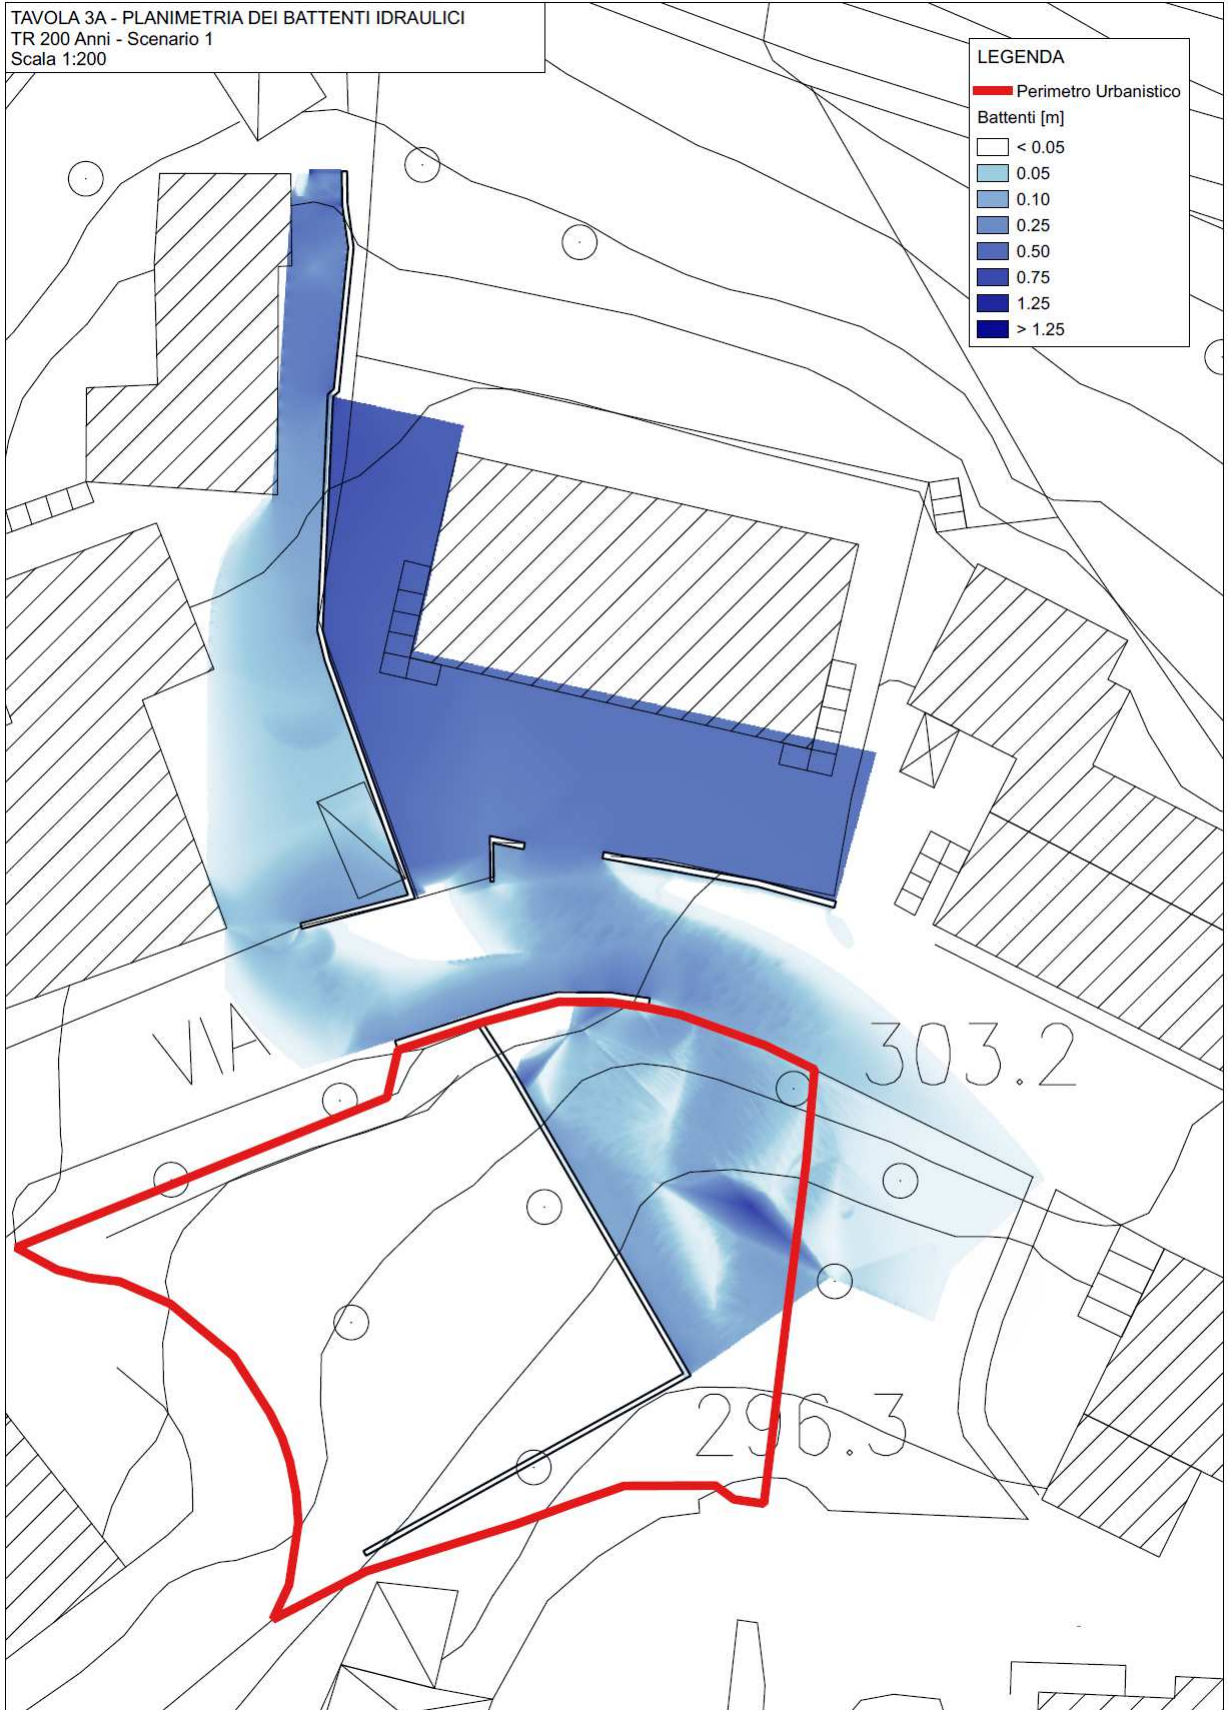 TAVOLA 3A - PLANIMETRIA DEI BATTENTI IDRAULICI
TR 200 Anni - Scenario 1
Scala 1:200
LEGENDA
Perimetro Urbanistico
Battenti [m]
< 0.05
0.05
0.10
0.25
0.50
0.75
1.25
> 1.25
VIA
303.2
296.3